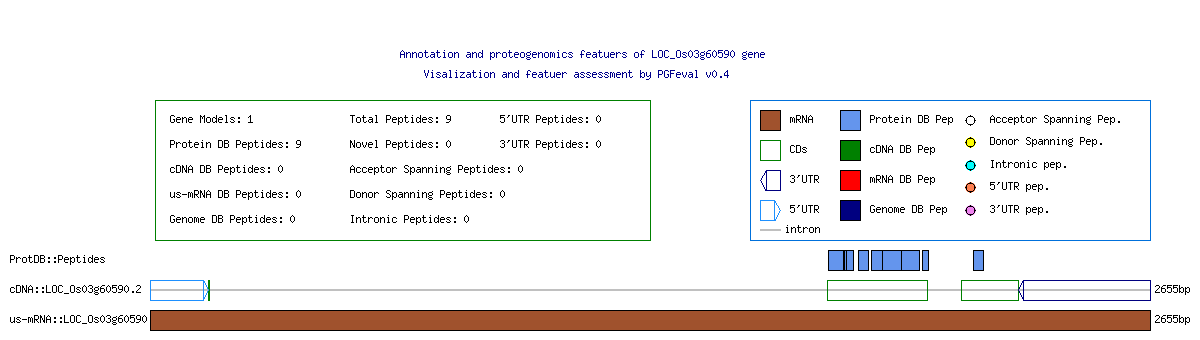 Annotation and proteogenomics featuers of LOC_Os03g60590 gene
Visalization and featuer assessment by PGFeval v0.4
Gene Models: 1 Total Peptides: 9 5'UTR Peptides: 0
Protein DB Peptides: 9 Novel Peptides: 0 3'UTR Peptides: 0
cDNA DB Peptides: 0 Acceptor Spanning Peptides: 0
us-mRNA DB Peptides: 0 Donor Spanning Peptides: 0
Genome DB Peptides: 0 Intronic Peptides: 0
mRNA Protein DB Pep Acceptor Spanning Pep.
CDs cDNA DB Pep Donor Spanning Pep.
3'UTR mRNA DB Pep Intronic pep.
5'UTR Genome DB Pep 5'UTR pep.
intron 3'UTR pep.
ProtDB::Peptides
cDNA::LOC_Os03g60590.2 2655bp
us-mRNA::LOC_Os03g60590 2655bp